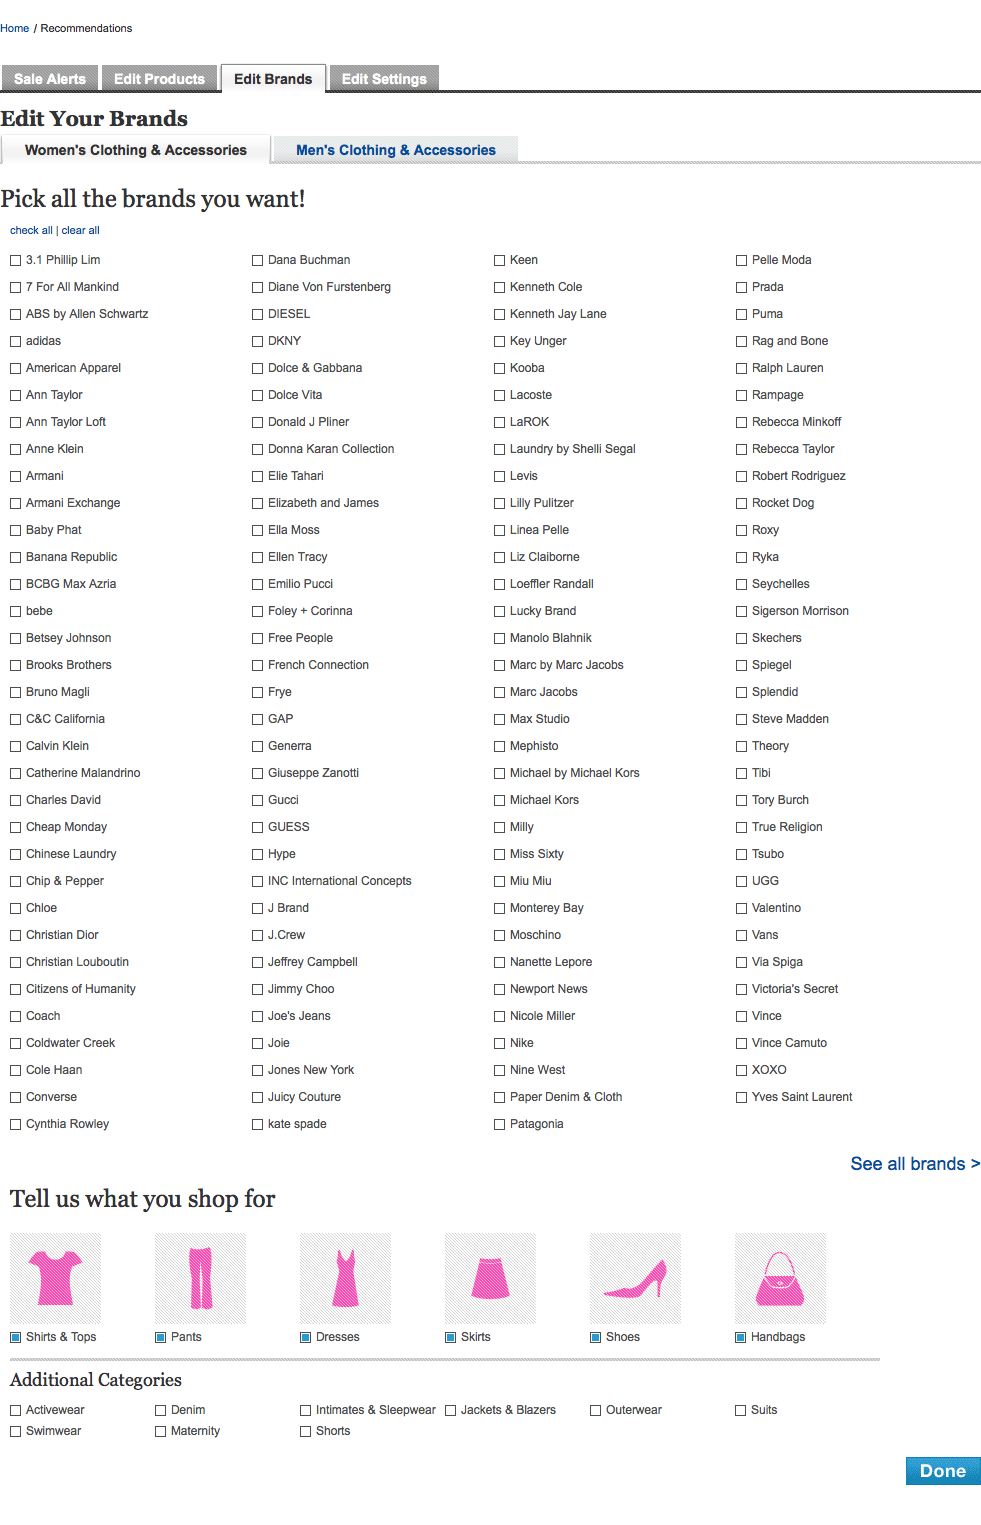 Home / Recommendations
Sale Alerts
Edit Products
Edit Brands
Edit Settings
Edit Your Brands
Women's Clothing & Accessories
Men's Clothing & Accessories
Pick all the brands you want!
check all | clear all
3.1 Phillip Lim
7 For All Mankind
ABS by Allen Schwartz
adidas
American Apparel
Ann Taylor
Ann Taylor Loft
Anne Klein
Armani
Armani Exchange
Baby Phat
Banana Republic
BCBG Max Azria
bebe
Betsey Johnson
Brooks Brothers
Bruno Magli
C&C California
Calvin Klein
Catherine Malandrino
Charles David
Cheap Monday
Chinese Laundry
Chip & Pepper
Chloe
Christian Dior
Christian Louboutin
Citizens of Humanity
Coach
Coldwater Creek
Cole Haan
Converse
Cynthia Rowley
Dana Buchman
Diane Von Furstenberg
DIESEL
DKNY
Dolce & Gabbana
Dolce Vita
Donald J Pliner
Donna Karan Collection
Elie Tahari
Elizabeth and James
Ella Moss
Ellen Tracy
Emilio Pucci
Foley + Corinna
Free People
French Connection
Frye
GAP
Generra
Giuseppe Zanotti
Gucci
GUESS
Hype
INC International Concepts
J Brand
J.Crew
Jeffrey Campbell
Jimmy Choo
Joe's Jeans
Joie
Jones New York
Juicy Couture
kate spade
Keen
Kenneth Cole
Kenneth Jay Lane
Key Unger
Kooba
Lacoste
LaROK
Laundry by Shelli Segal
Levis
Lilly Pulitzer
Linea Pelle
Liz Claiborne
Loeffler Randall
Lucky Brand
Manolo Blahnik
Marc by Marc Jacobs
Marc Jacobs
Max Studio
Mephisto
Michael by Michael Kors
Michael Kors
Milly
Miss Sixty
Miu Miu
Monterey Bay
Moschino
Nanette Lepore
Newport News
Nicole Miller
Nike
Nine West
Paper Denim & Cloth
Patagonia
Pelle Moda
Prada
Puma
Rag and Bone
Ralph Lauren
Rampage
Rebecca Minkoff
Rebecca Taylor
Robert Rodriguez
Rocket Dog
Roxy
Ryka
Seychelles
Sigerson Morrison
Skechers
Spiegel
Splendid
Steve Madden
Theory
Tibi
Tory Burch
True Religion
Tsubo
UGG
Valentino
Vans
Via Spiga
Victoria's Secret
Vince
Vince Camuto
XOXO
Yves Saint Laurent
See all brands >
Tell us what you shop for
Shirts & Tops
Pants
Dresses
Skirts
Shoes
Handbags
Additional Categories
Activewear
Denim
Intimates & Sleepwear
Jackets & Blazers
Outerwear
Suits
Swimwear
Maternity
Shorts
Done